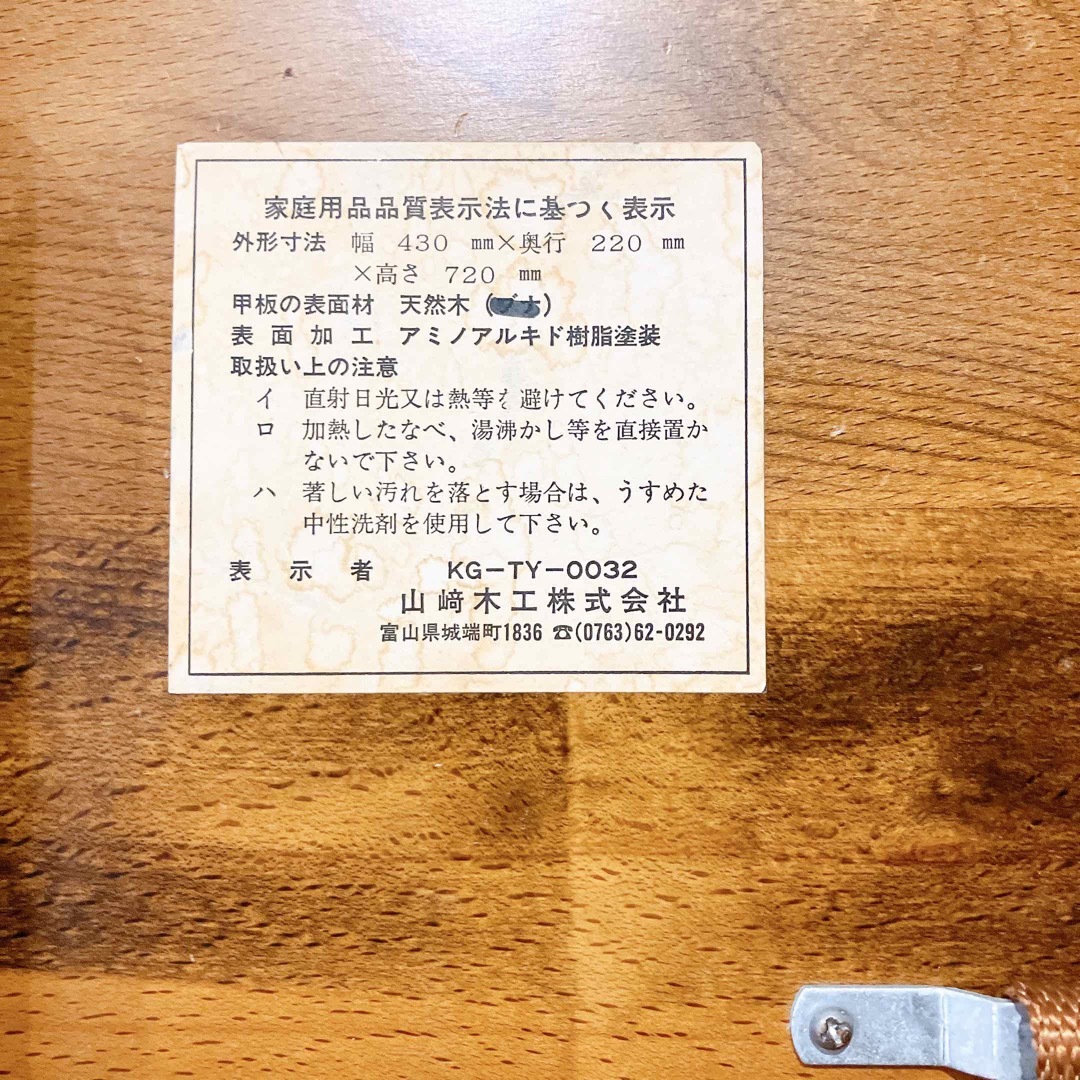 家庭用品品質表示法に基つく表示
外形寸法 幅 430 ㎜×奥行 220 ㎜
×高さ 720 ㎜
甲板の表面材 天然木()
表面加工 アミノアルキド樹脂塗装
取扱い上の注意
イ 直射日光又は熱等を避けてください。
ロ 加熱したなべ、湯沸かし等を直接置か
ないで下さい。
ハ 著しい汚れを落とす場合は、うすめた
中性洗剤を使用して下さい。
表示者 KG-TY-0032
山﨑木工株式会社
富山県城端町1836 ☎(0763)62-0292